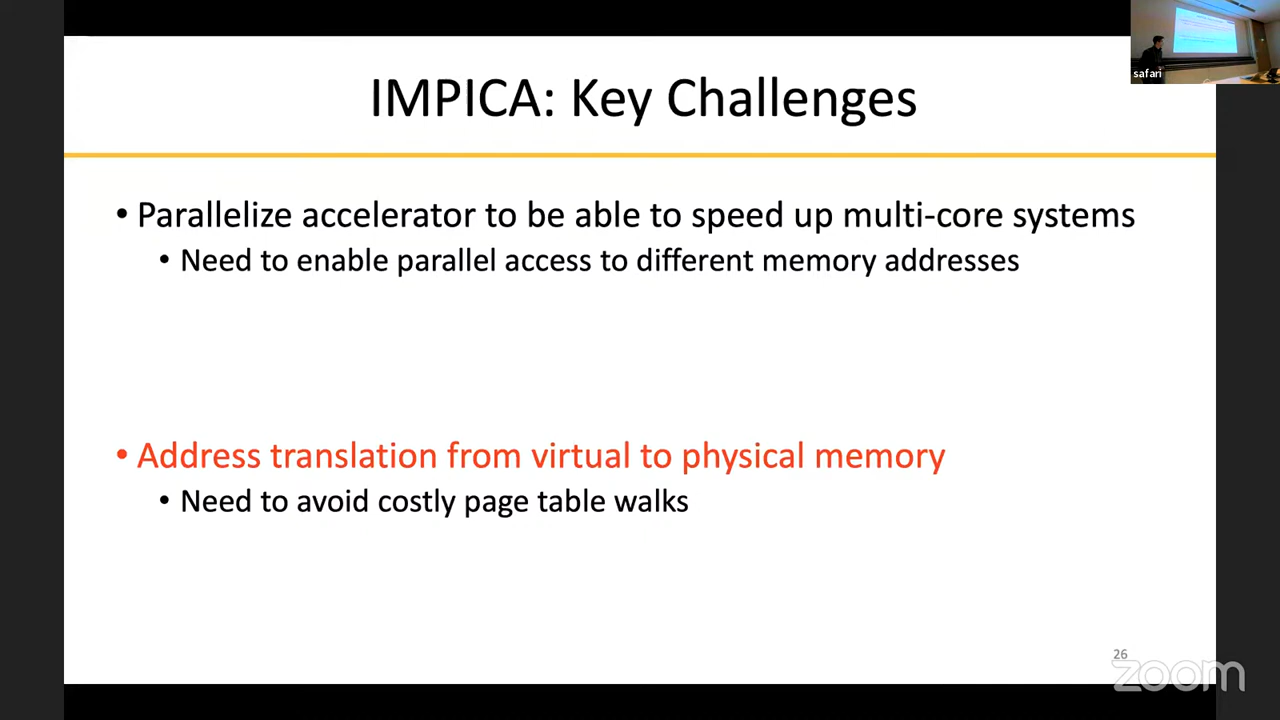 safari
IMPICA: Key Challenges
• Parallelize accelerator to be able to speed up multi-core systems
• Need to enable parallel access to different memory addresses
• Address translation from virtual to physical memory
• Need to avoid costly page table walks
26
zoom